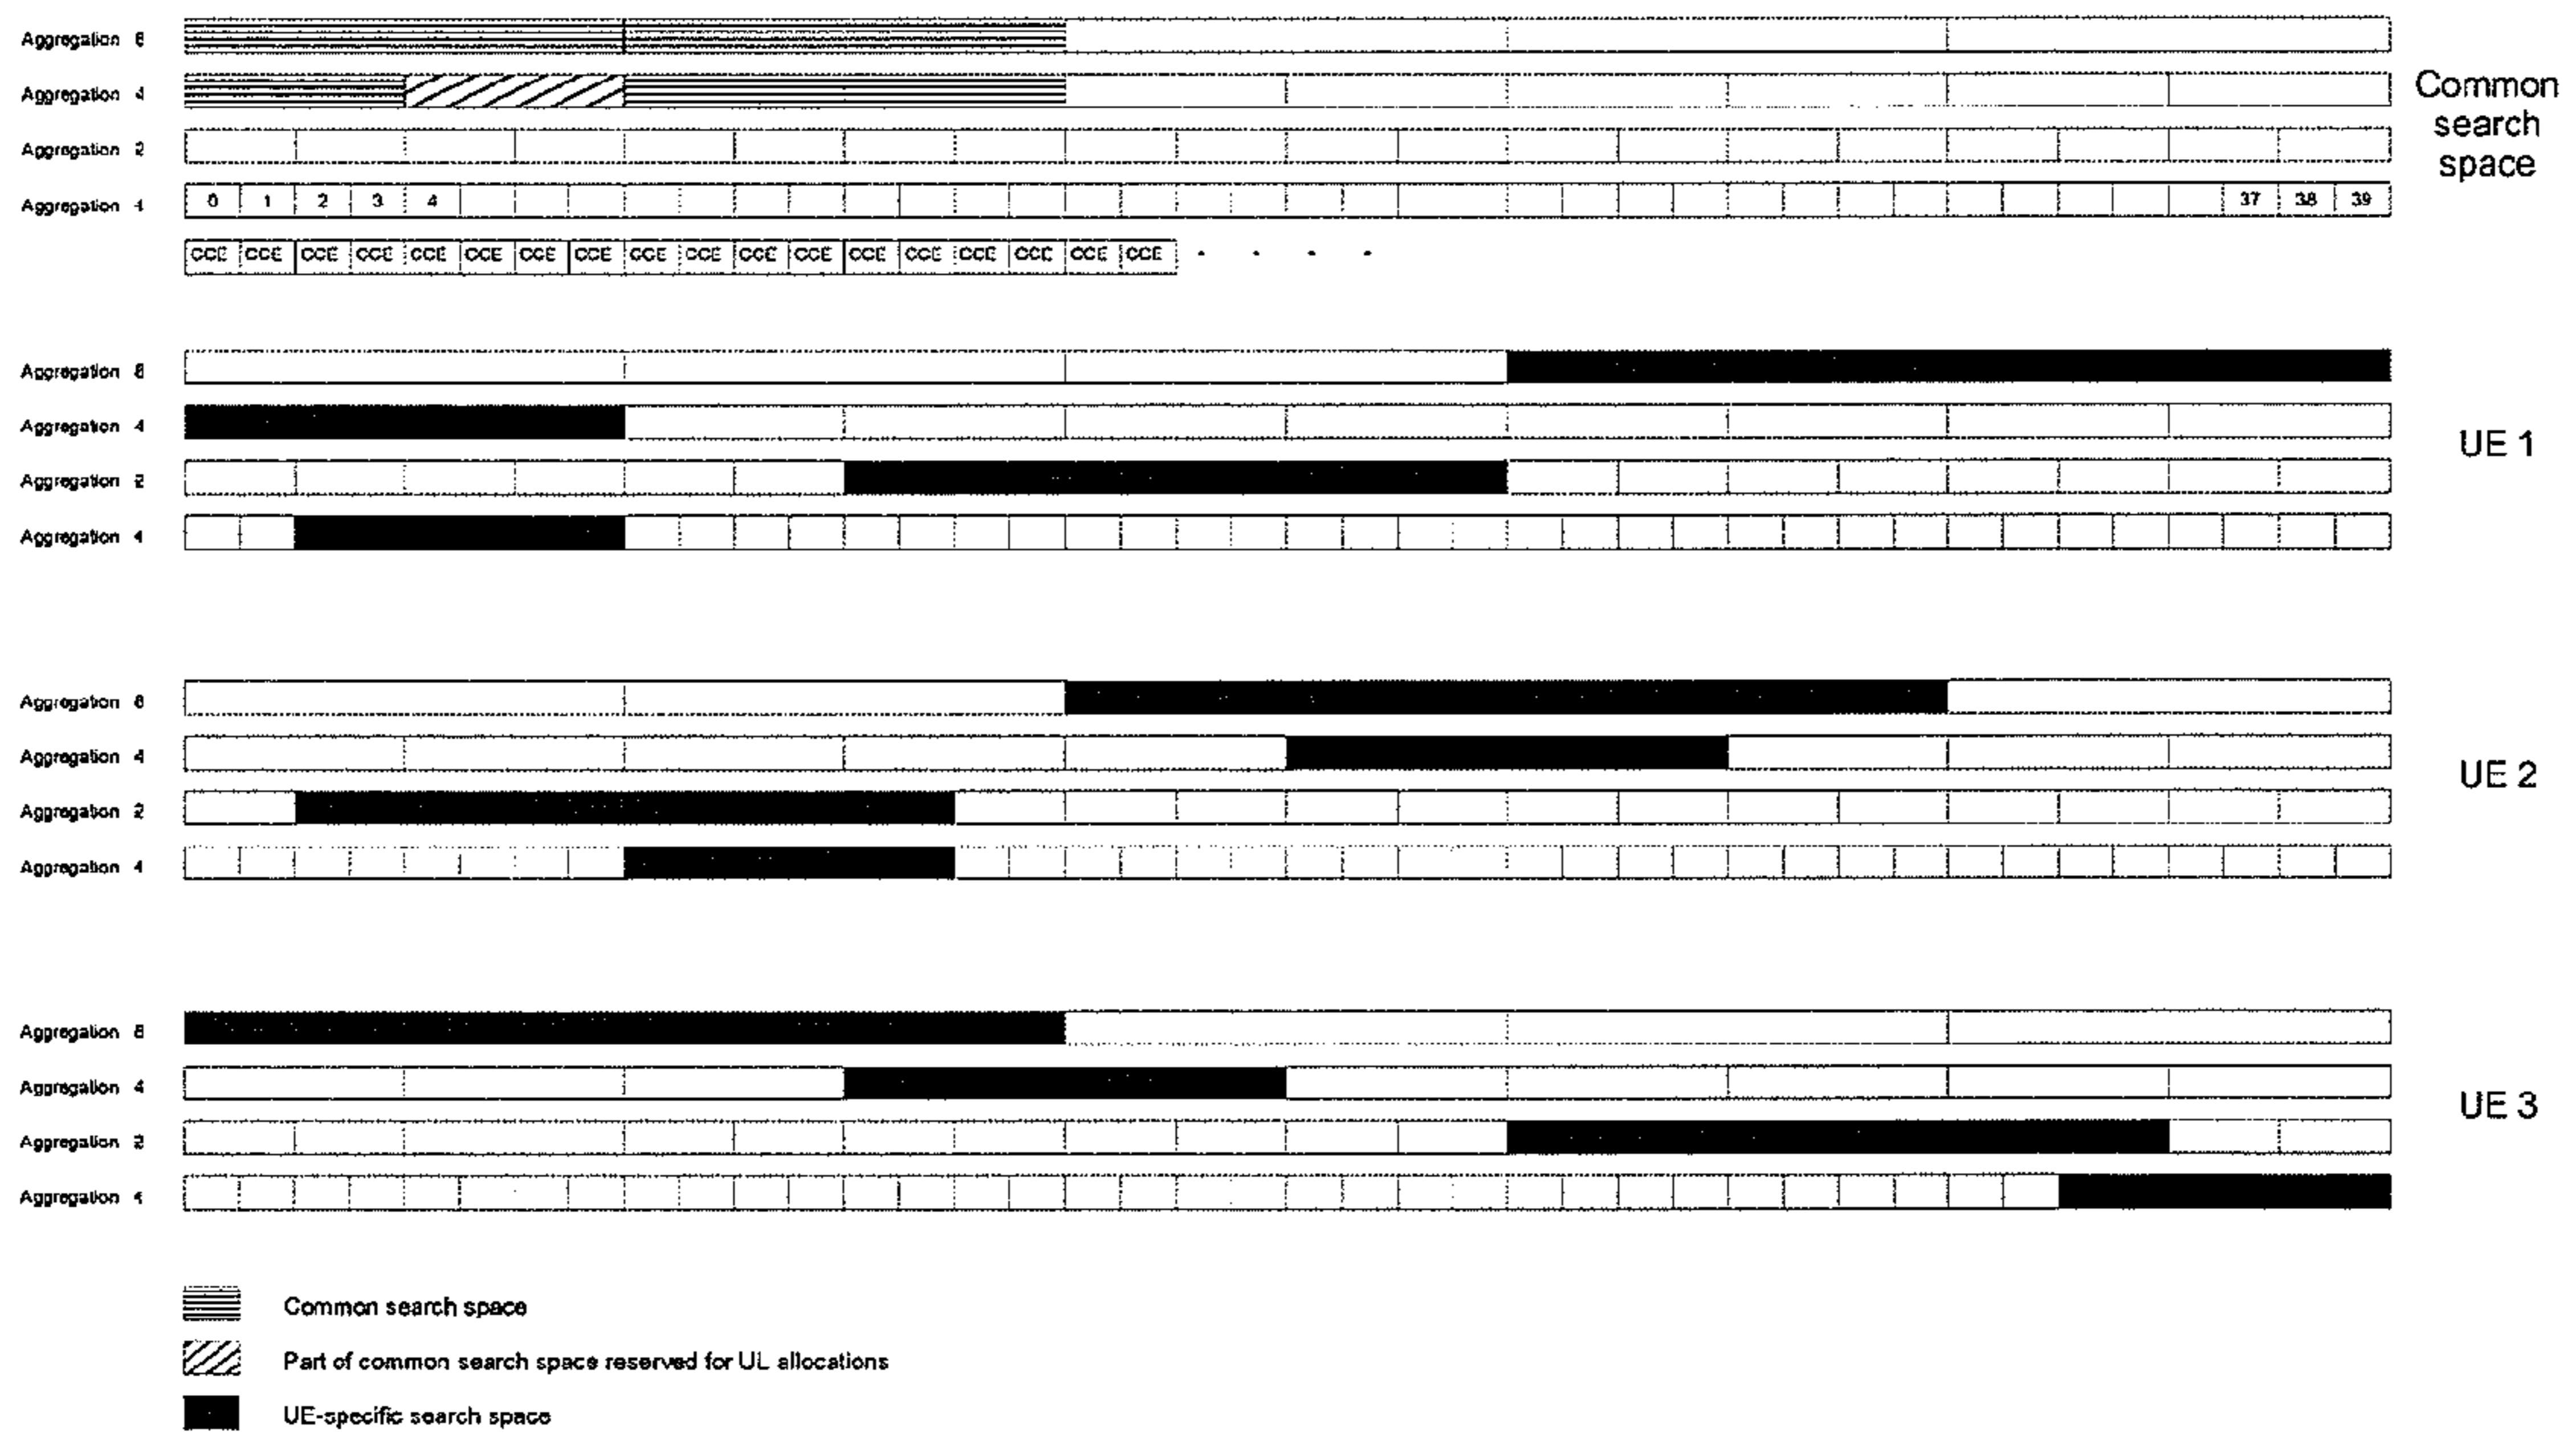 Aggregation 8
Aggregation 4
Common
search
space
Aggregation 2
Aggregation 1
0 1 2 3 4 37 38 39
CCE CCE CCE CCE CCE CCE CCE CCE CCE CCE CCE CCE CCE CCE CCE CCE CCE CCE . . . .
Aggregation 8
Aggregation 4
UE 1
Aggregation 2
Aggregation 1
Aggregation 8
Aggregation 4
UE 2
Aggregation 2
Aggregation 1
Aggregation 8
Aggregation 4
UE 3
Aggregation 2
Aggregation 1
Common search space
Part of common search space reserved for UL allocations
UE-specific search space